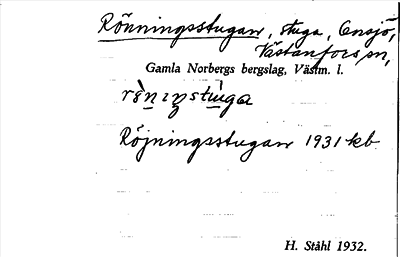 Rönningsstugan, stuga, Ensjö,
Västanfors sn,
Gamla Norbergs bergslag, Västm. l.
Röjningsstugan 1931 kb
H. Ståhl 1932.